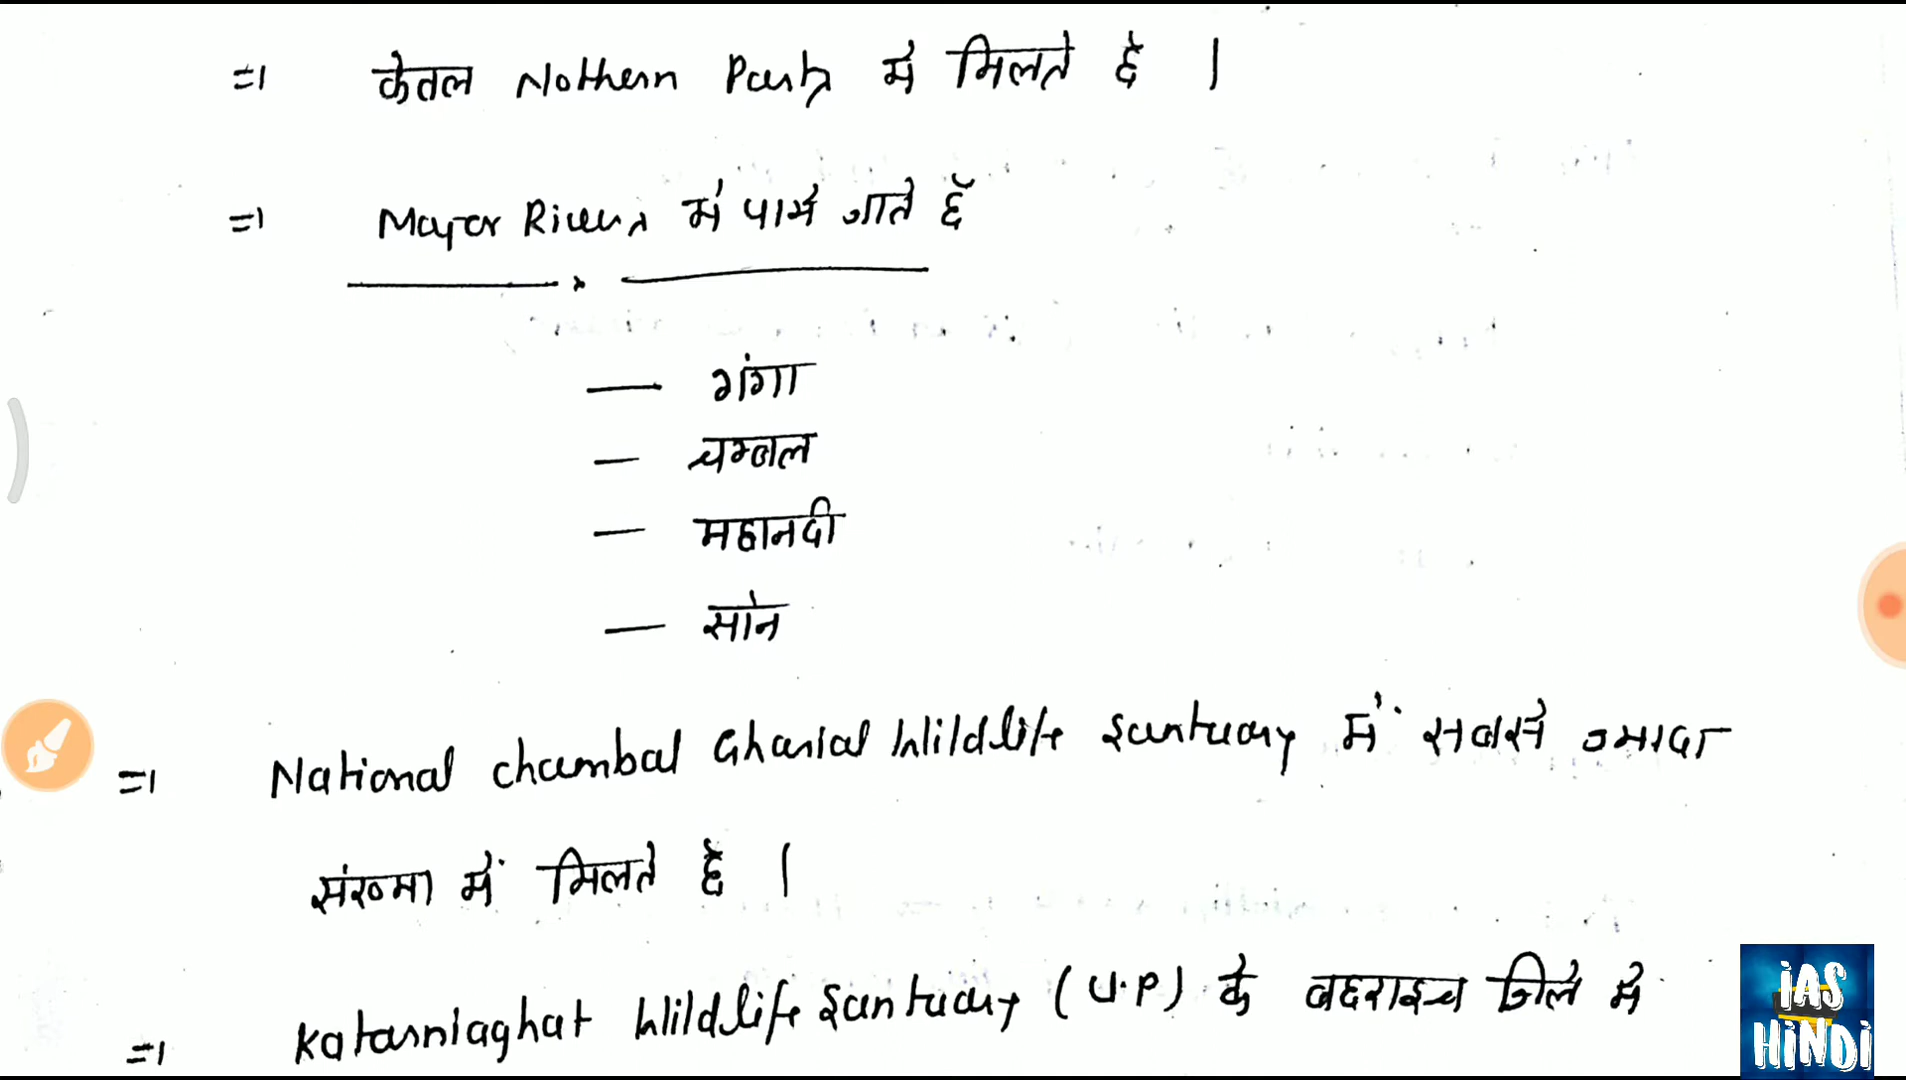 => केवल Nothern Parts में मिलते है |
=> Major Rivers में पाये जाते हैं
— गंगा
— चम्बल
— महानदी
— सोन
=> National chambal Gharial Wildlife Santuary में सबसे ज्यादा
संख्या में मिलते है |
=> Katarniaghat Wildlife Santuary (U.P) के बहराइच जिले में
iAS
HiNDi